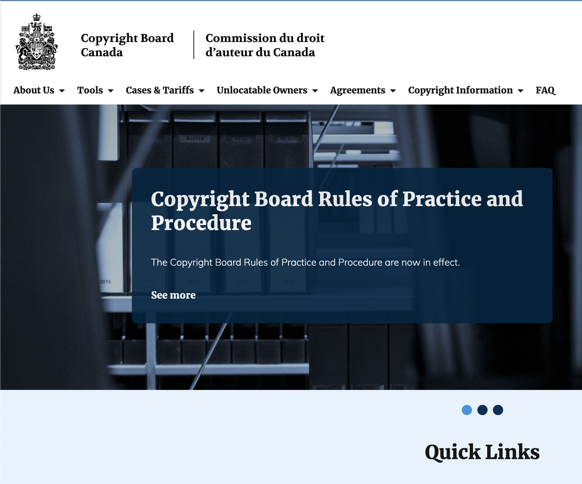 Copyright Board
Canada
Commission du droit
d'auteur du Canada
About Us
Tools
Cases & Tariffs
Unlocatable Owners
Agreements
Copyright Information
FAQ
Copyright Board Rules of Practice and
Procedure
The Copyright Board Rules of Practice and Procedure are now in effect.
See more
Quick Links